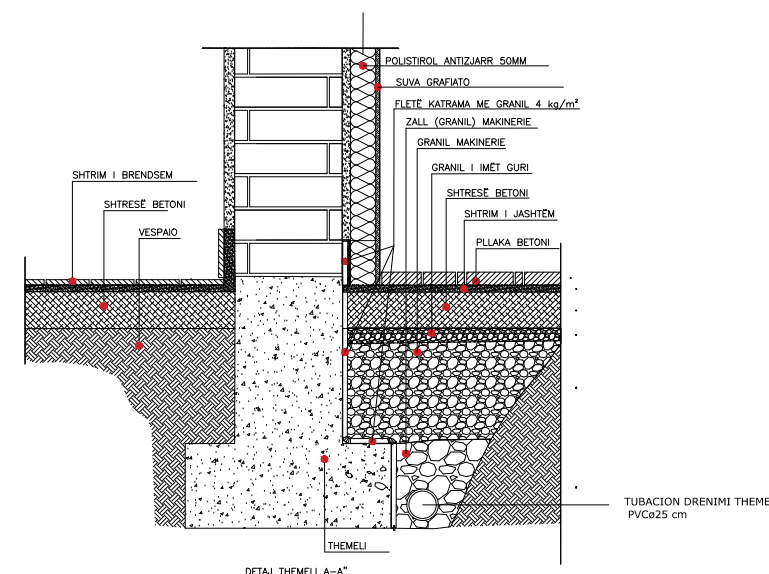 POLISTIROL ANTIZJARR 50MM
SUVA GRAFIATO
FLETË KATRAMA ME GRANIL 4 kg/m²
ZALL (GRANIL) MAKINERIE
GRANIL MAKINERIE
GRANIL I IMËT GURI
SHTRESË BETONI
SHTRIM I JASHTËM
PLLAKA BETONI
SHTRIM I BRENDSEM
SHTRESË BETONI
VESPAIO
TUBACION DRENIMI THEME
PVCø25 cm
THEMELI
DETAJ THEMELI A-A"